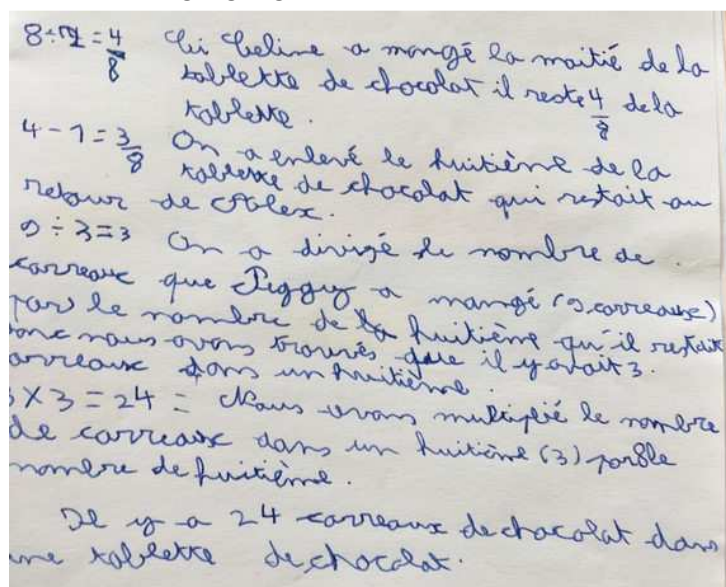 8÷2=4/8 Si Celine a mangé la moitié de la
tablette de chocolat il reste 4/8 de la
tablette.
4-1=3/8 On a enlevé le huitième de la
tablette de chocolat qui restait au
retour de d'Alex.
9÷3=3 On a divisé le nombre de
carreaux que Peggy a mangé (9 carreaux)
par le nombre de huitième qu'il restait
donc nous avons trouvés que il y avait 3
carreaux dans un huitième.
8×3=24= Nous avons multiplié le nombre
de carreaux dans un huitième (3) par 8 le
nombre de huitième.
Il y a 24 carreaux de chocolat dans
une tablette de chocolat.